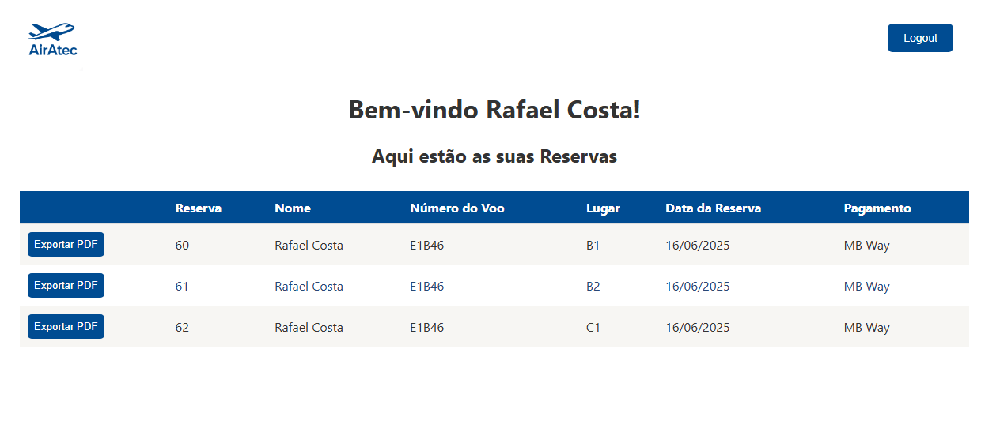 AirAtec
Logout
Bem-vindo Rafael Costa!
Aqui estão as suas Reservas
Reserva Nome Número do Voo Lugar Data da Reserva Pagamento
Exportar PDF 60 Rafael Costa E1B46 B1 16/06/2025 MB Way
Exportar PDF 61 Rafael Costa E1B46 B2 16/06/2025 MB Way
Exportar PDF 62 Rafael Costa E1B46 C1 16/06/2025 MB Way